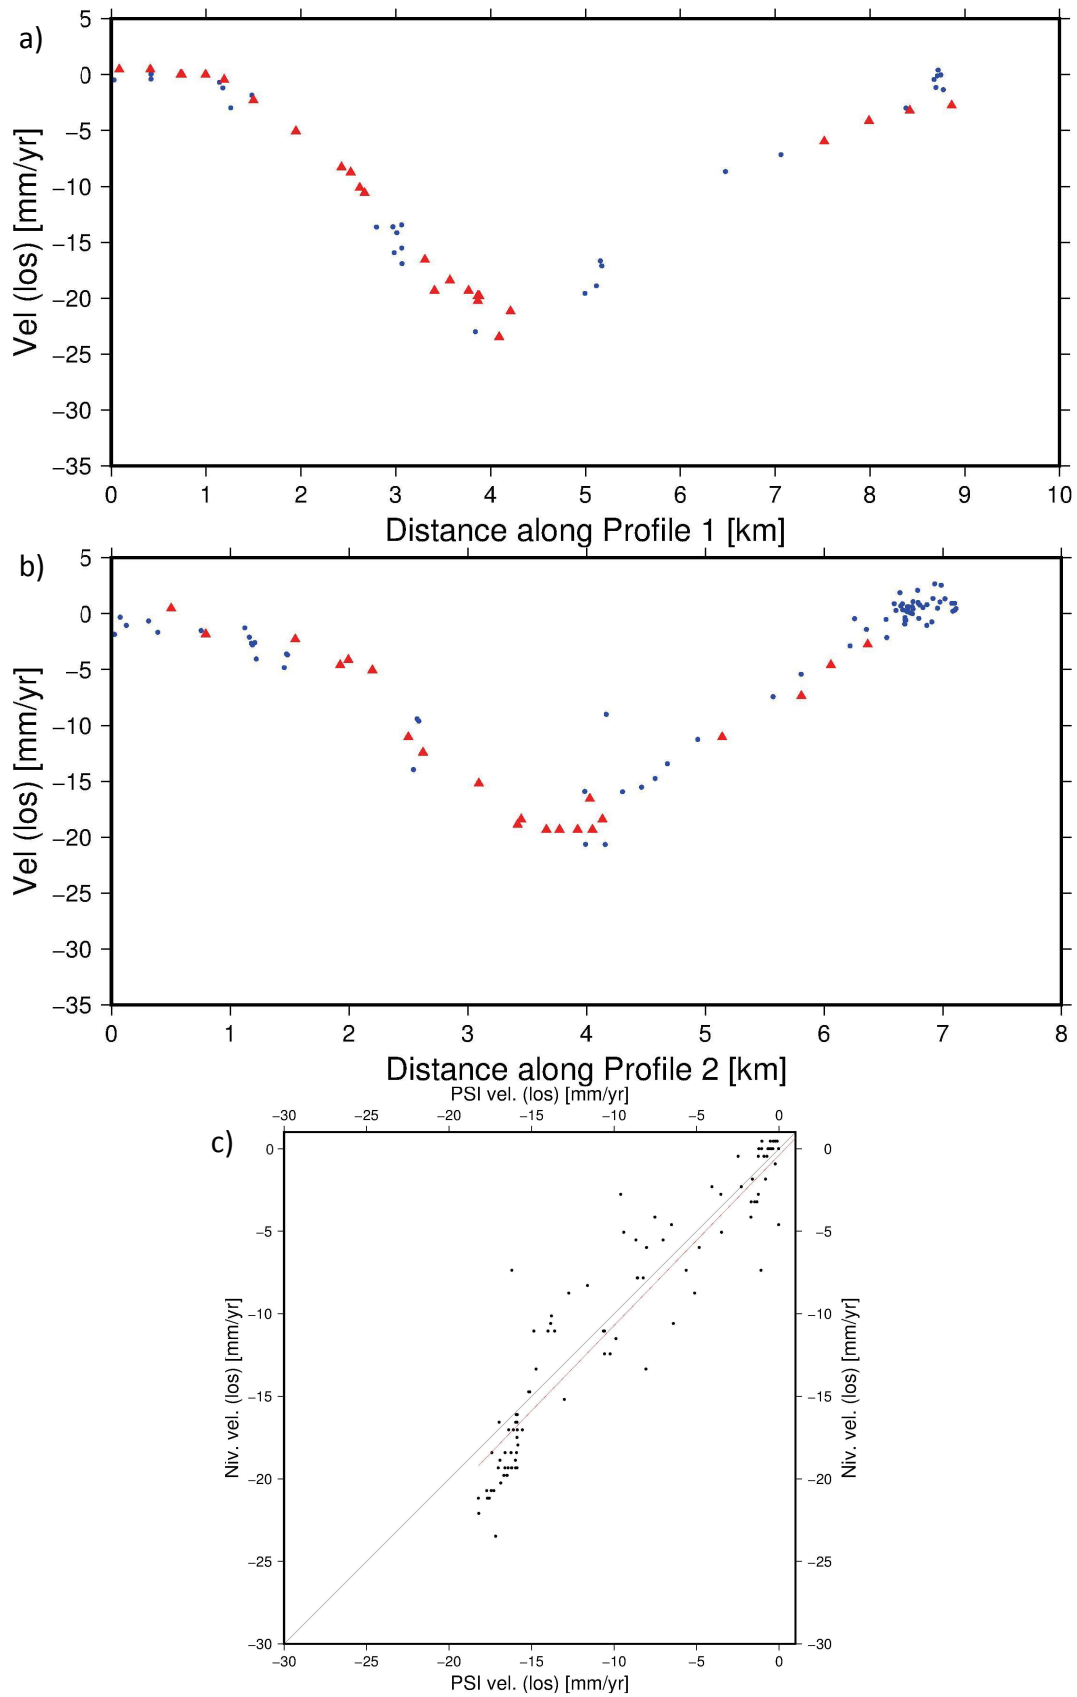 a)
5
0
−5
−10
−15
−20
−25
−30
−35
Vel (los) [mm/yr]
0 1 2 3 4 5 6 7 8 9 10
Distance along Profile 1 [km]
b)
5
0
−5
−10
−15
−20
−25
−30
−35
Vel (los) [mm/yr]
0 1 2 3 4 5 6 7 8
Distance along Profile 2 [km]
PSI vel. (los) [mm/yr]
−30 −25 −20 −15 −10 −5 0
c)
0 0
−5 −5
−10 −10
−15 −15
−20 −20
−25 −25
−30 −30
Niv. vel. (los) [mm/yr]
Niv. vel. (los) [mm/yr]
−30 −25 −20 −15 −10 −5 0
PSI vel. (los) [mm/yr]